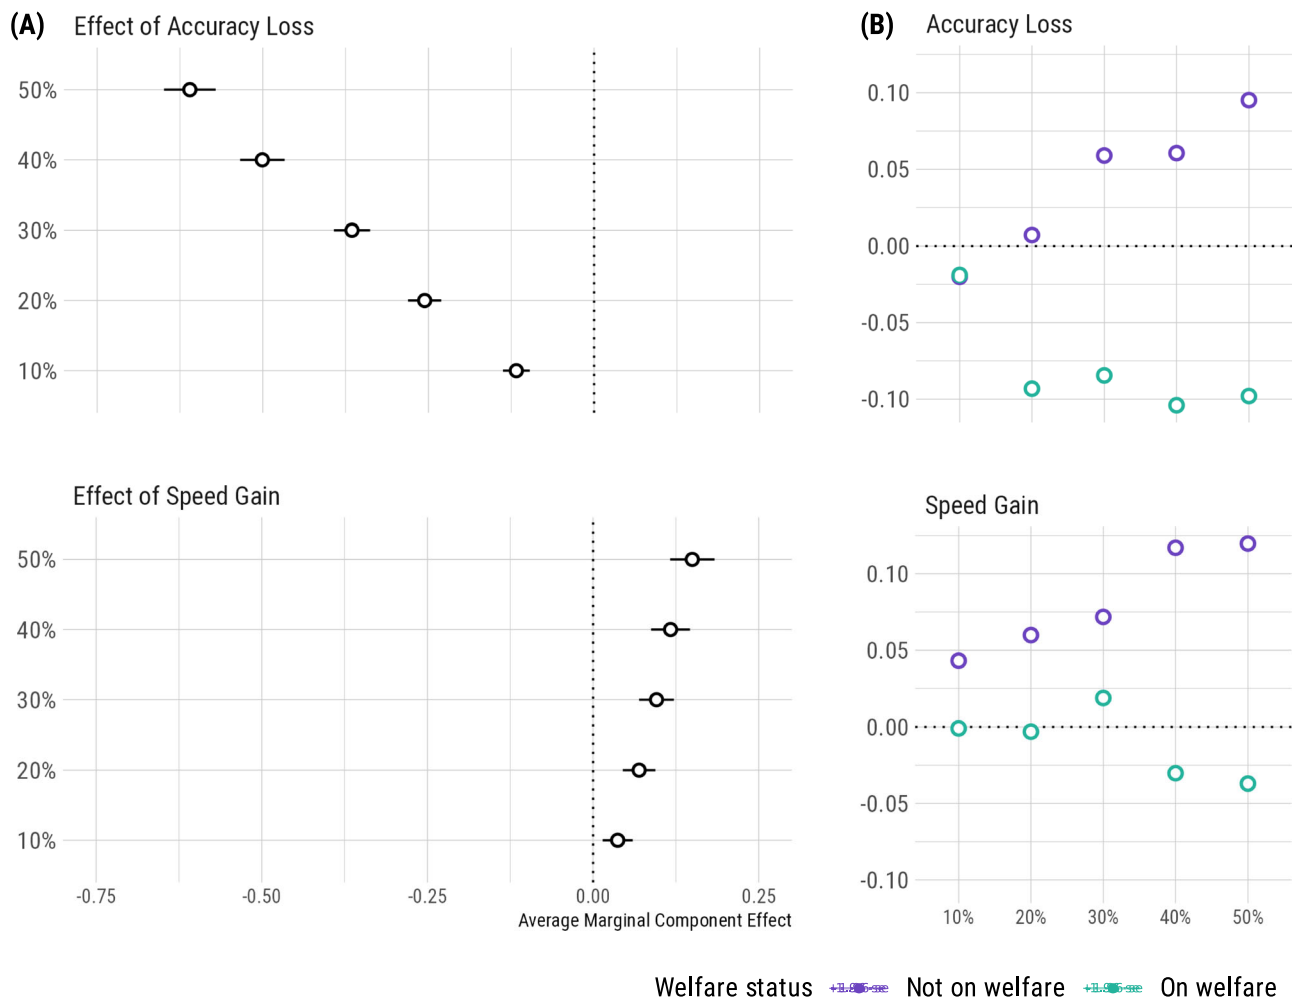 (A) Effect of Accuracy Loss
50%
40%
30%
20%
10%
Effect of Speed Gain
50%
40%
30%
20%
10%
-0.75 -0.50 -0.25 0.00 0.25
Average Marginal Component Effect
(B) Accuracy Loss
0.10
0.05
0.00
-0.05
-0.10
Speed Gain
0.10
0.05
0.00
-0.05
-0.10
10% 20% 30% 40% 50%
Welfare status Not on welfare On welfare